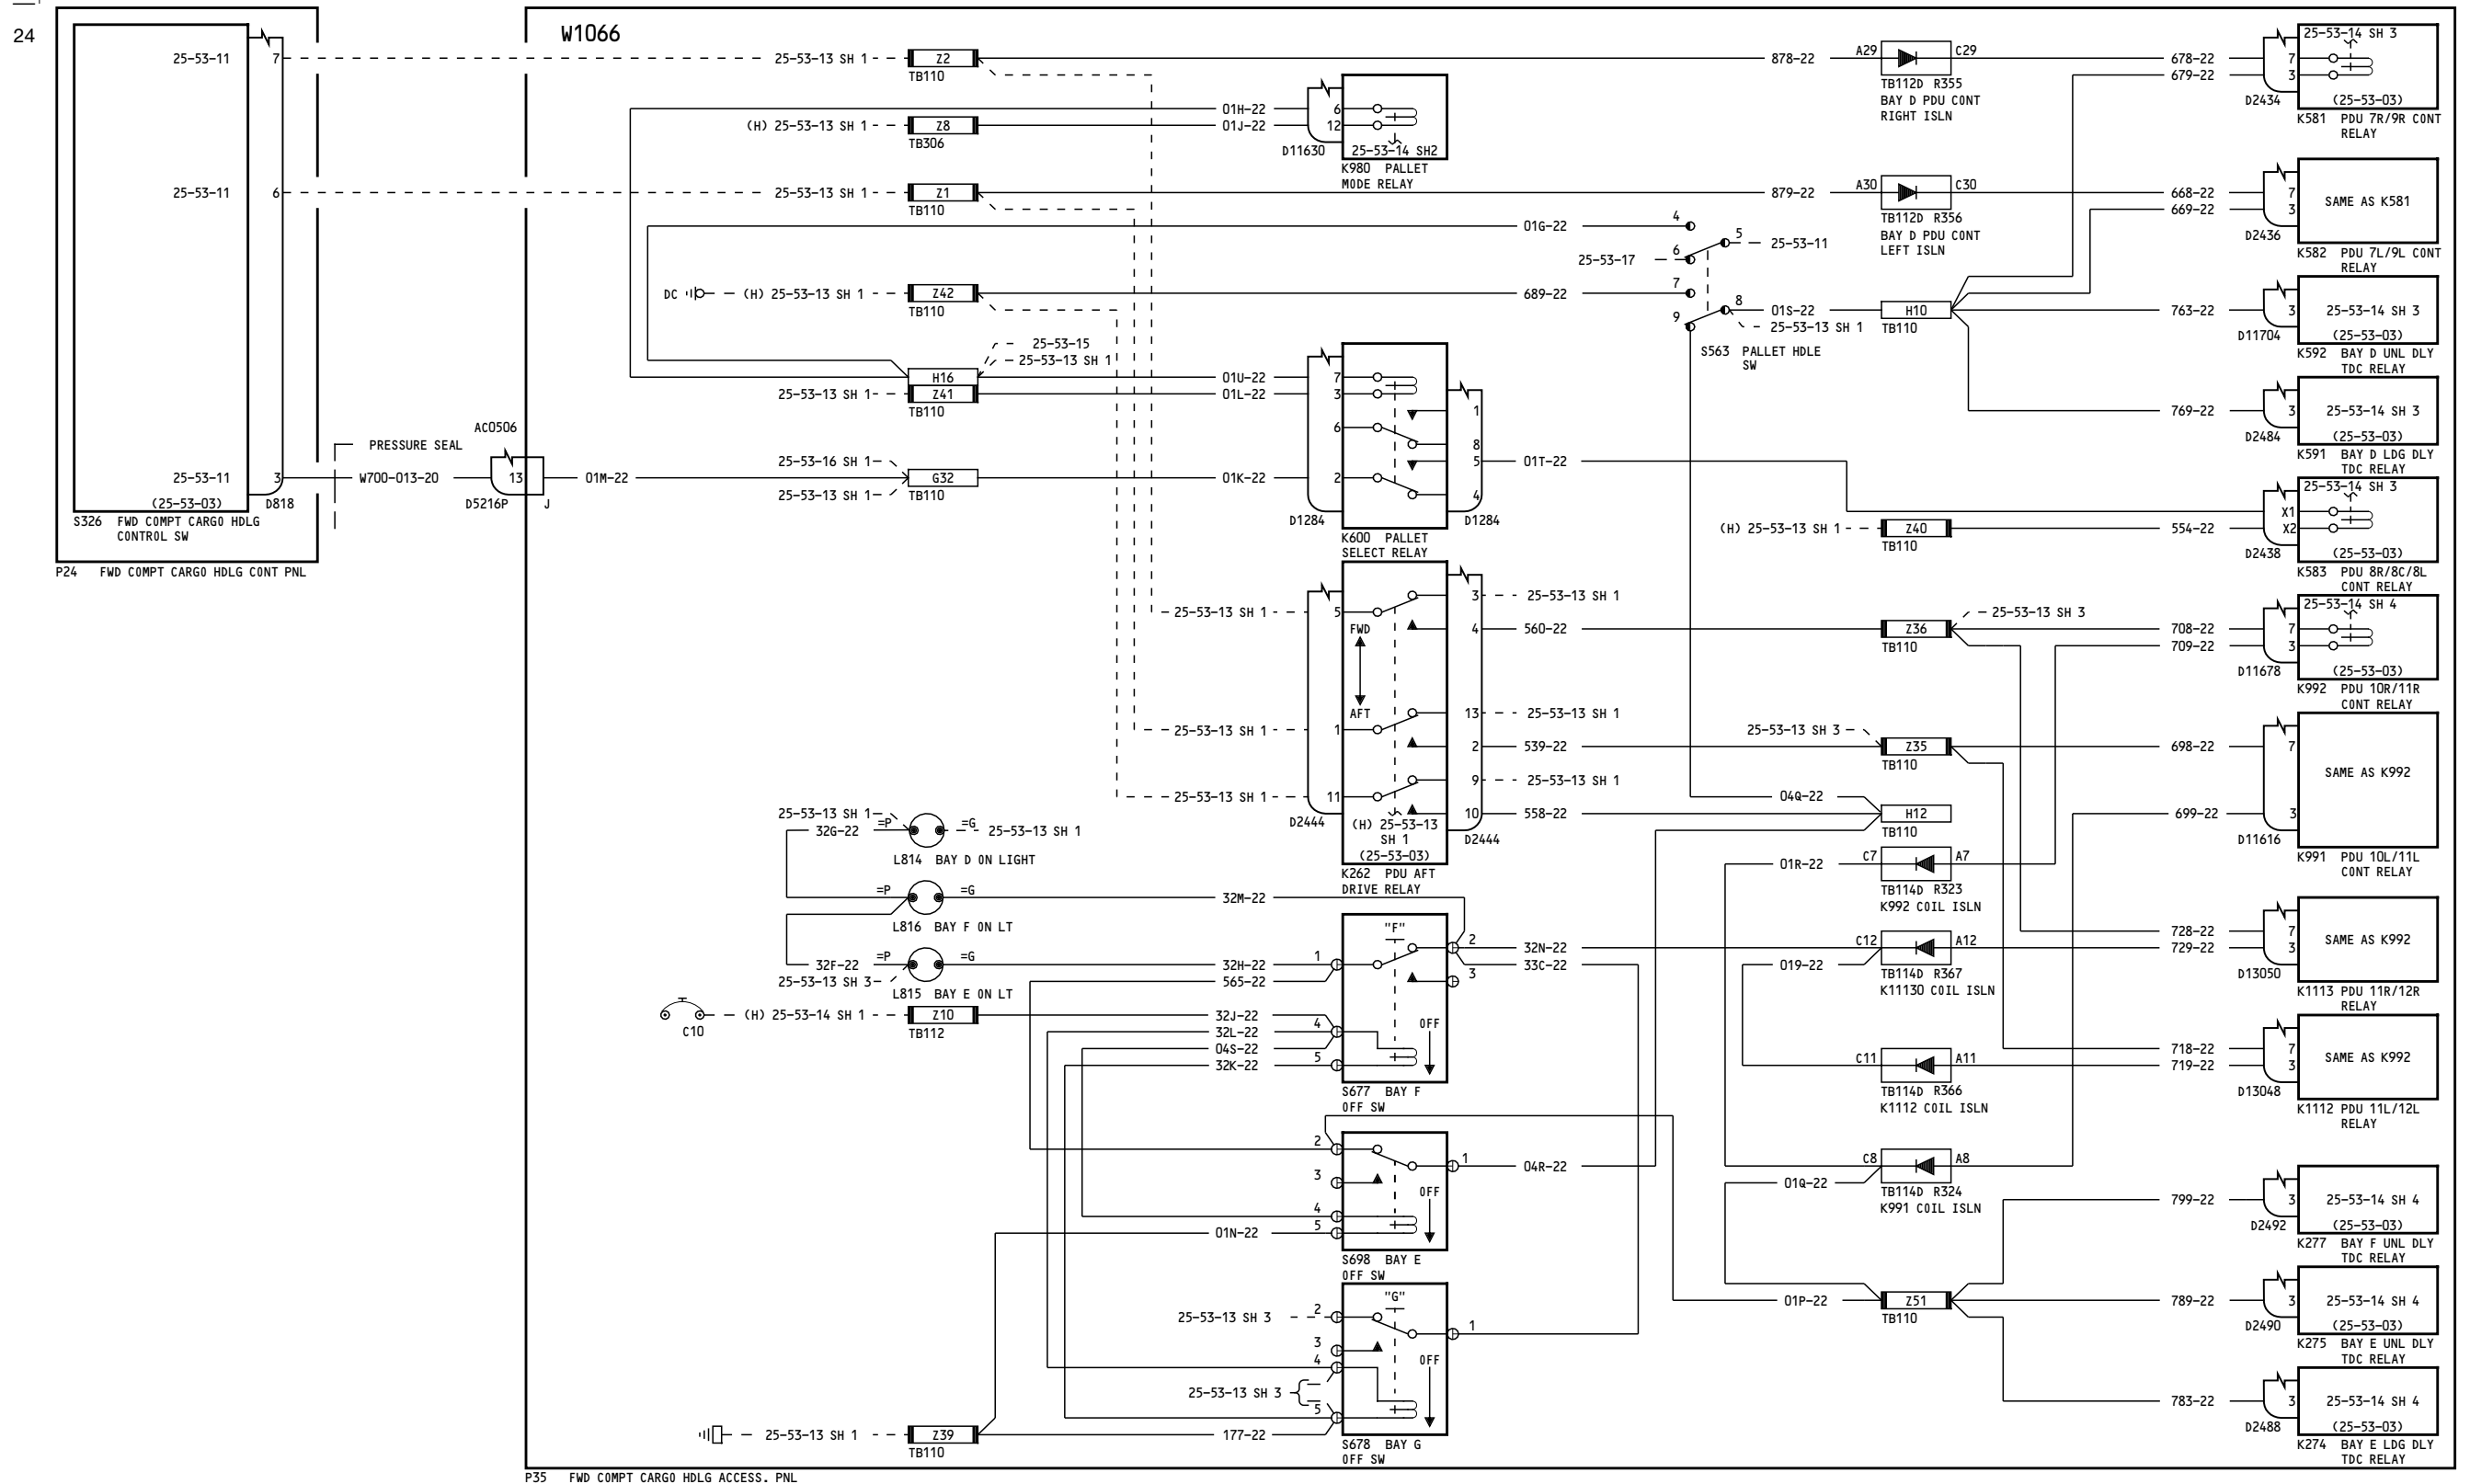 24
W1066
25-53-11
7
25-53-13 SH 1
Z2
TB110
878-22
A29
C29
TB112D R355
BAY D PDU CONT
RIGHT ISLN
678-22
679-22
7
3
D2434
25-53-14 SH 3
(25-53-03)
K581 PDU 7R/9R CONT
RELAY
01H-22
(H) 25-53-13 SH 1
Z8
TB306
01J-22
6
12
D11630
25-53-14 SH2
K980 PALLET
MODE RELAY
25-53-11
6
25-53-13 SH 1
Z1
TB110
879-22
A30
C30
TB112D R356
BAY D PDU CONT
LEFT ISLN
668-22
669-22
7
3
D2436
SAME AS K581
K582 PDU 7L/9L CONT
RELAY
01G-22
4
5
25-53-11
25-53-17
6
DC
(H) 25-53-13 SH 1
Z42
TB110
689-22
7
8
9
01S-22
25-53-13 SH 1
S563 PALLET HDLE
SW
H10
TB110
763-22
3
D11704
25-53-14 SH 3
(25-53-03)
K592 BAY D UNL DLY
TDC RELAY
25-53-15
25-53-13 SH 1
H16
25-53-13 SH 1
Z41
TB110
01U-22
01L-22
7
3
6
2
1
8
5
4
D1284
D1284
K600 PALLET
SELECT RELAY
769-22
3
D2484
25-53-14 SH 3
(25-53-03)
K591 BAY D LDG DLY
TDC RELAY
AC0506
PRESSURE SEAL
25-53-11
3
(25-53-03)
D818
S326 FWD COMPT CARGO HDLG
CONTROL SW
P24 FWD COMPT CARGO HDLG CONT PNL
W700-013-20
13
D5216P
J
01M-22
25-53-16 SH 1
25-53-13 SH 1
G32
TB110
01K-22
01T-22
(H) 25-53-13 SH 1
Z40
TB110
554-22
X1
X2
D2438
25-53-14 SH 3
(25-53-03)
K583 PDU 8R/8C/8L
CONT RELAY
25-53-13 SH 1
5
FWD
AFT
3
25-53-13 SH 1
4
560-22
Z36
TB110
25-53-13 SH 3
708-22
709-22
7
3
D11678
25-53-14 SH 4
(25-53-03)
K992 PDU 10R/11R
CONT RELAY
25-53-13 SH 1
1
13
25-53-13 SH 1
2
539-22
25-53-13 SH 3
Z35
TB110
698-22
699-22
7
3
D11616
SAME AS K992
K991 PDU 10L/11L
CONT RELAY
25-53-13 SH 1
11
9
25-53-13 SH 1
10
558-22
04Q-22
H12
TB110
D2444
(H) 25-53-13
SH 1
(25-53-03)
D2444
K262 PDU AFT
DRIVE RELAY
25-53-13 SH 1
32G-22
=P
=G
25-53-13 SH 1
L814 BAY D ON LIGHT
01R-22
C7
A7
TB114D R323
K992 COIL ISLN
=P
=G
L816 BAY F ON LT
32M-22
32F-22
25-53-13 SH 3
=P
=G
L815 BAY E ON LT
32H-22
565-22
1
"F"
2
3
32N-22
33C-22
C12
A12
019-22
TB114D R367
K11130 COIL ISLN
728-22
729-22
7
3
D13050
SAME AS K992
K1113 PDU 11R/12R
RELAY
C10
(H) 25-53-14 SH 1
Z10
TB112
32J-22
32L-22
04S-22
32K-22
4
5
OFF
S677 BAY F
OFF SW
C11
A11
TB114D R366
K1112 COIL ISLN
718-22
719-22
7
3
D13048
SAME AS K992
K1112 PDU 11L/12L
RELAY
2
3
4
5
1
OFF
04R-22
01N-22
S698 BAY E
OFF SW
C8
A8
01Q-22
TB114D R324
K991 COIL ISLN
799-22
3
D2492
25-53-14 SH 4
(25-53-03)
K277 BAY F UNL DLY
TDC RELAY
"G"
25-53-13 SH 3
2
3
4
25-53-13 SH 3
5
1
OFF
01P-22
Z51
TB110
789-22
3
D2490
25-53-14 SH 4
(25-53-03)
K275 BAY E UNL DLY
TDC RELAY
783-22
3
D2488
25-53-14 SH 4
(25-53-03)
K274 BAY E LDG DLY
TDC RELAY
25-53-13 SH 1
Z39
TB110
177-22
S678 BAY G
OFF SW
P35 FWD COMPT CARGO HDLG ACCESS. PNL